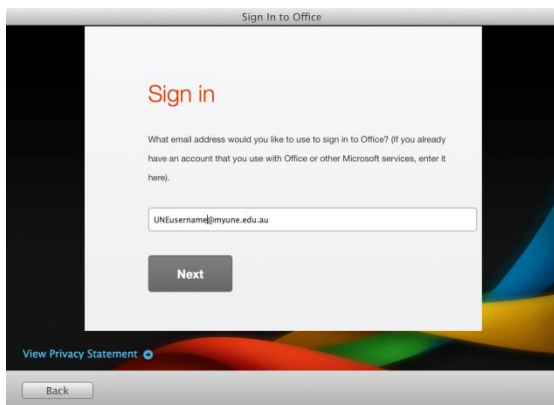 Sign In to Office
Sign in
What email address would you like to use to sign in to Office? (If you already
have an account that you use with Office or other Microsoft services, enter it
here).
UNEusername@myune.edu.au
Next
View Privacy Statement
Back